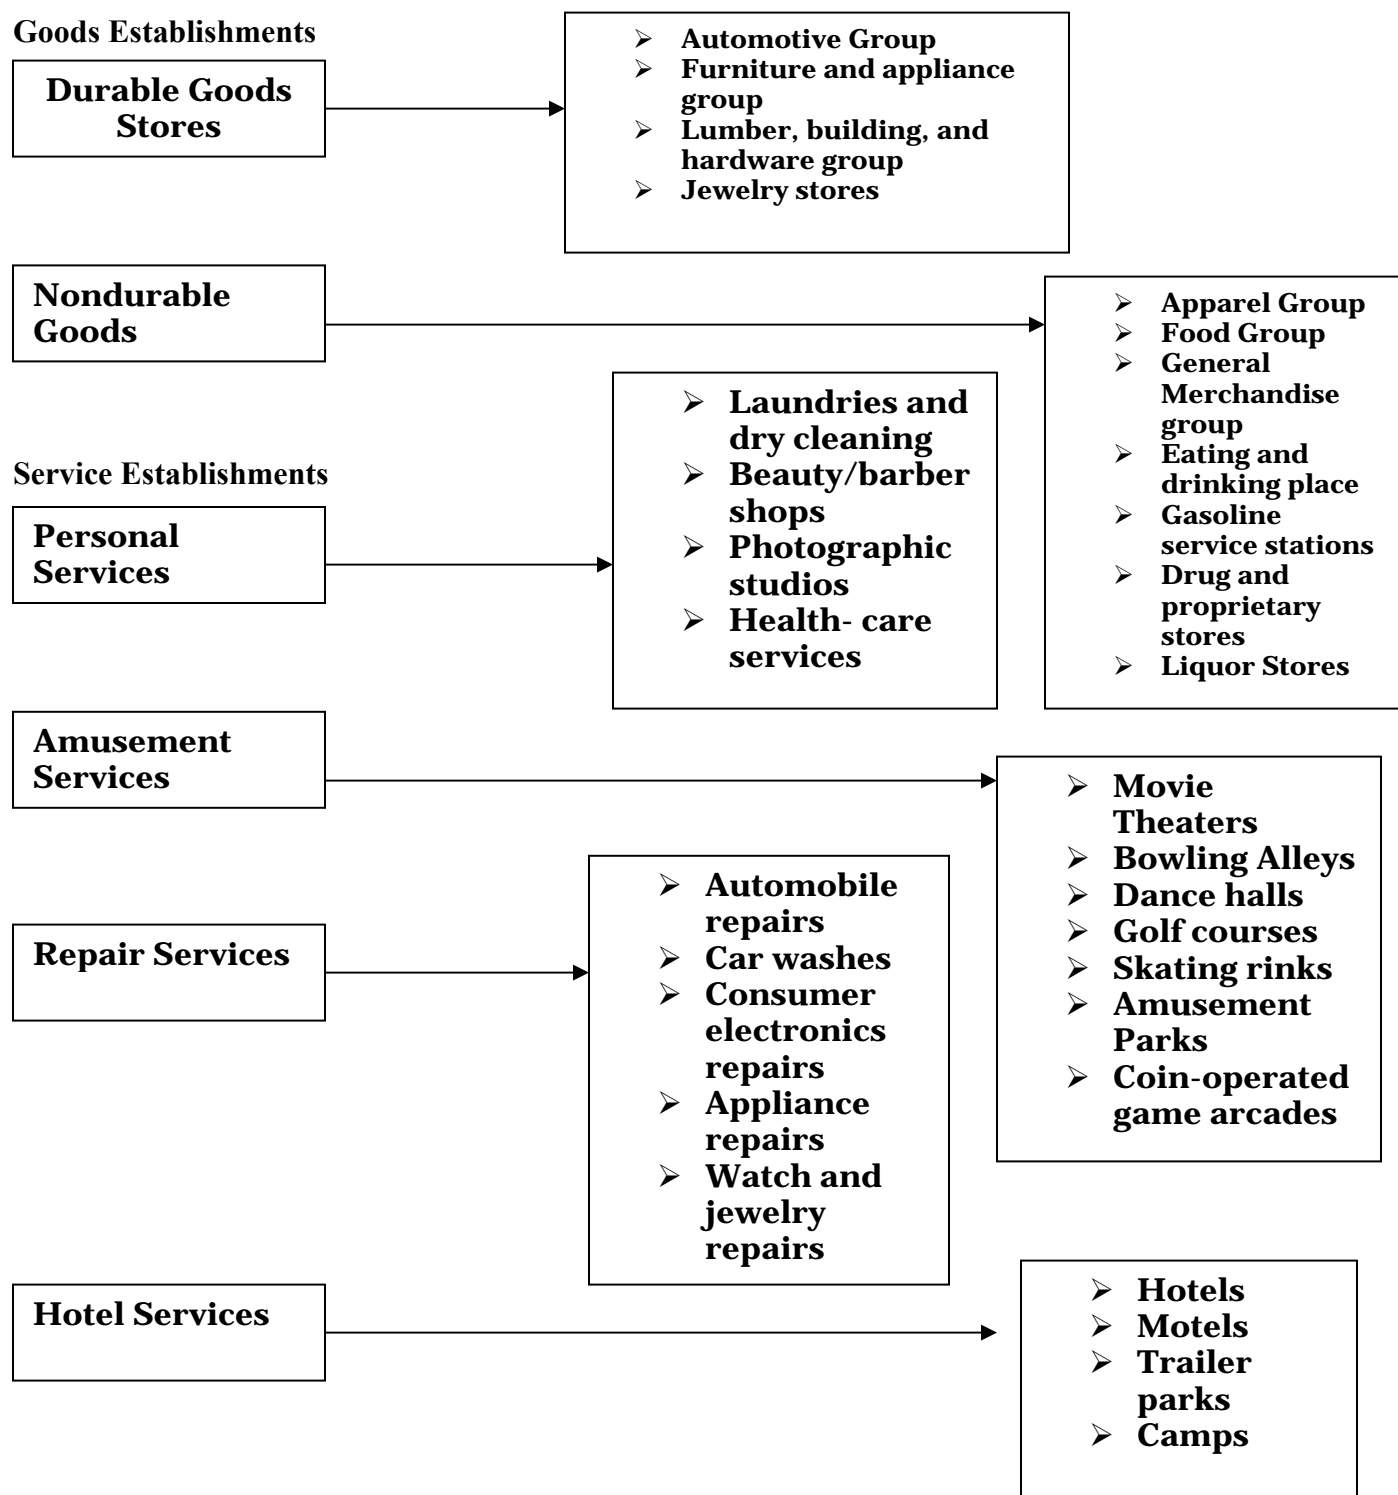 Goods Establishments
Durable Goods
Stores
➢ Automotive Group
➢ Furniture and appliance
group
➢ Lumber, building, and
hardware group
➢ Jewelry stores
Nondurable
Goods
➢ Apparel Group
➢ Food Group
➢ General
Merchandise
group
➢ Eating and
drinking place
➢ Gasoline
service stations
➢ Drug and
proprietary
stores
➢ Liquor Stores
Service Establishments
Personal
Services
➢ Laundries and
dry cleaning
➢ Beauty/barber
shops
➢ Photographic
studios
➢ Health- care
services
Amusement
Services
➢ Movie
Theaters
➢ Bowling Alleys
➢ Dance halls
➢ Golf courses
➢ Skating rinks
➢ Amusement
Parks
➢ Coin-operated
game arcades
Repair Services
➢ Automobile
repairs
➢ Car washes
➢ Consumer
electronics
repairs
➢ Appliance
repairs
➢ Watch and
jewelry
repairs
Hotel Services
➢ Hotels
➢ Motels
➢ Trailer
parks
➢ Camps